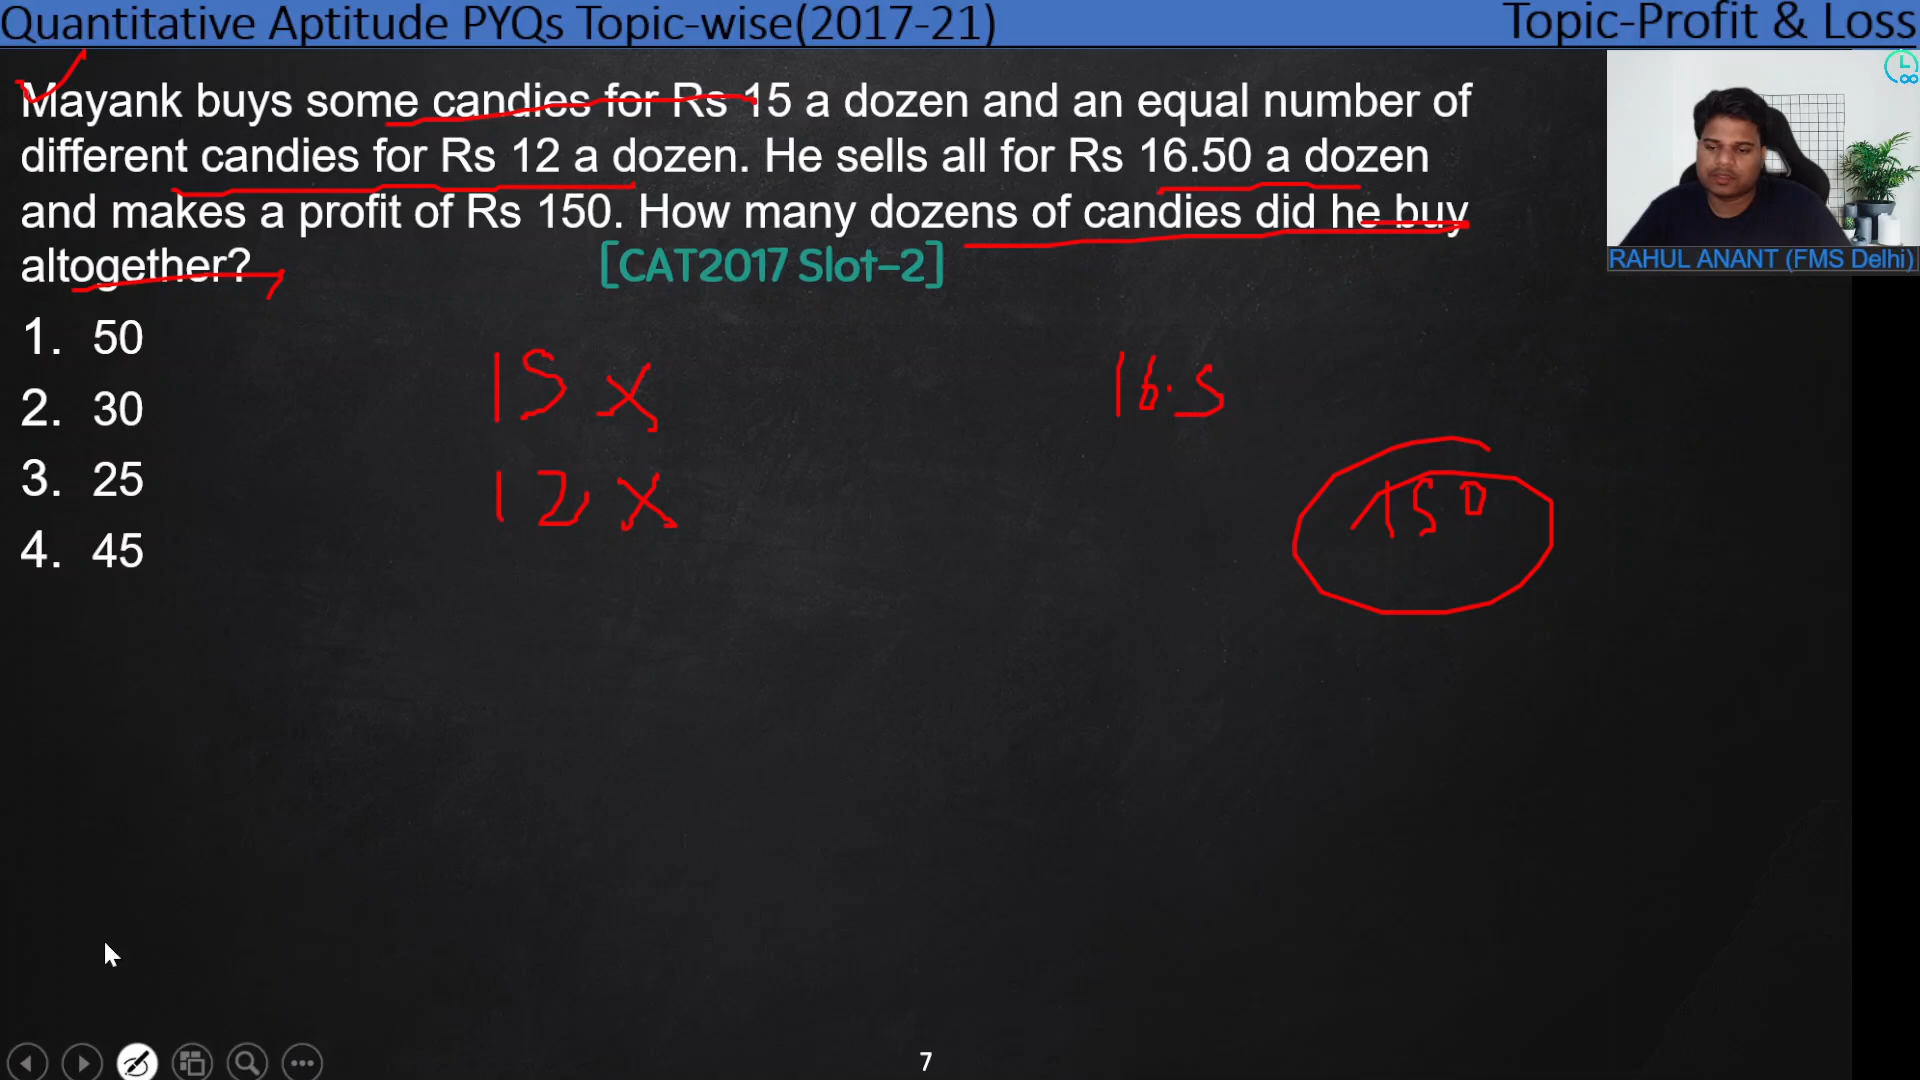 Quantitative Aptitude PYQs Topic-wise(2017-21)
Topic-Profit & Loss
Mayank buys some candies for Rs 15 a dozen and an equal number of
different candies for Rs 12 a dozen. He sells all for Rs 16.50 a dozen
and makes a profit of Rs 150. How many dozens of candies did he buy
altogether?
[CAT2017 Slot-2]
RAHUL ANANT (FMS Delhi)
1. 50
2. 30
3. 25
4. 45
15 x
12 x
16.5
150
7